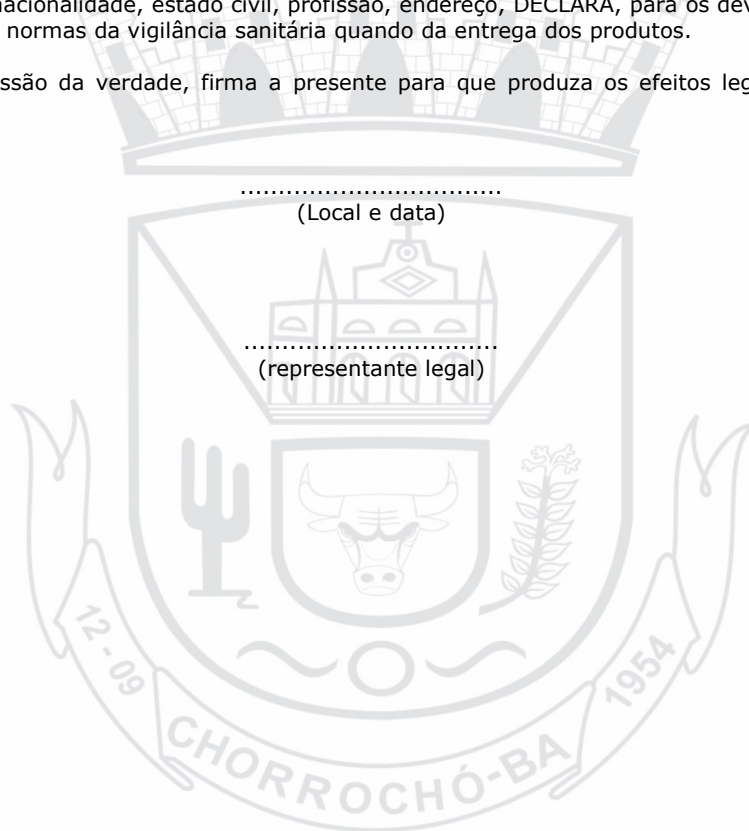 nacionalidade, estado civil, profissão, endereço, DECLARA, para os dev
normas da vigilância sanitária quando da entrega dos produtos.
ssão da verdade, firma a presente para que produza os efeitos leg
..................................
(Local e data)
.................................
(representante legal)
12 - 09
1954
CHORROCHÓ-BA